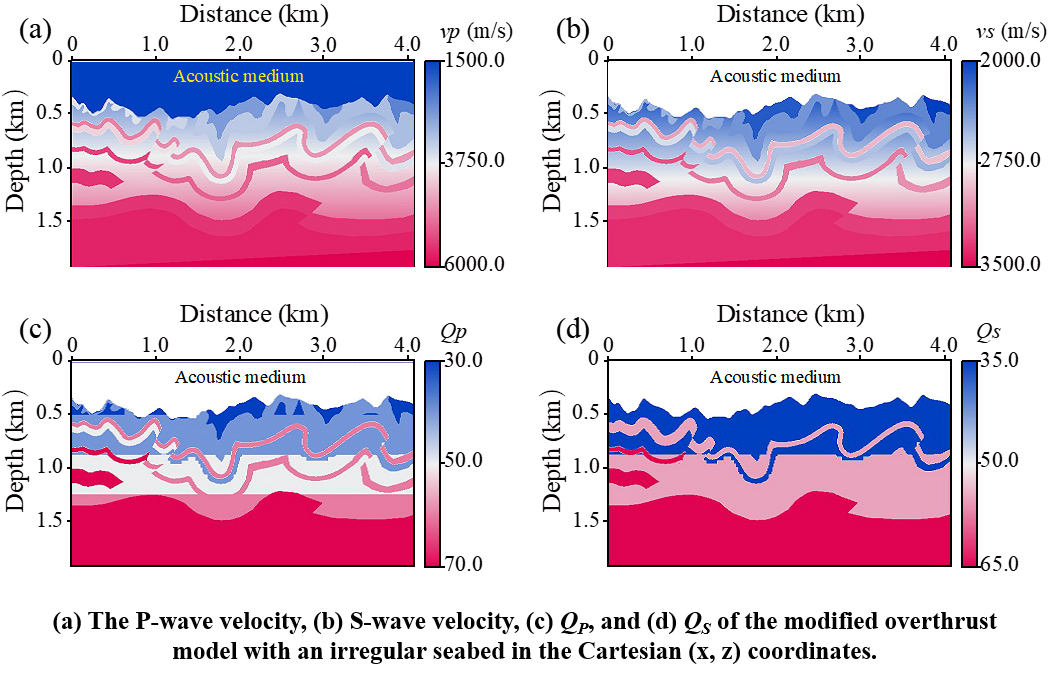 Distance (km)
(a)
vp (m/s)
0 1.0 2.0 3.0 4.0
Depth (km)
0
0.5
1.0
1.5
Acoustic medium
1500.0
3750.0
6000.0
Distance (km)
(b)
vs (m/s)
0 1.0 2.0 3.0 4.0
Depth (km)
0
0.5
1.0
1.5
Acoustic medium
2000.0
2750.0
3500.0
Distance (km)
(c)
Qp
0 1.0 2.0 3.0 4.0
Depth (km)
0
0.5
1.0
1.5
Acoustic medium
30.0
50.0
70.0
Distance (km)
(d)
Qs
0 1.0 2.0 3.0 4.0
Depth (km)
0
0.5
1.0
1.5
Acoustic medium
35.0
50.0
65.0
(a) The P-wave velocity, (b) S-wave velocity, (c) QP, and (d) QS of the modified overthrust
model with an irregular seabed in the Cartesian (x, z) coordinates.